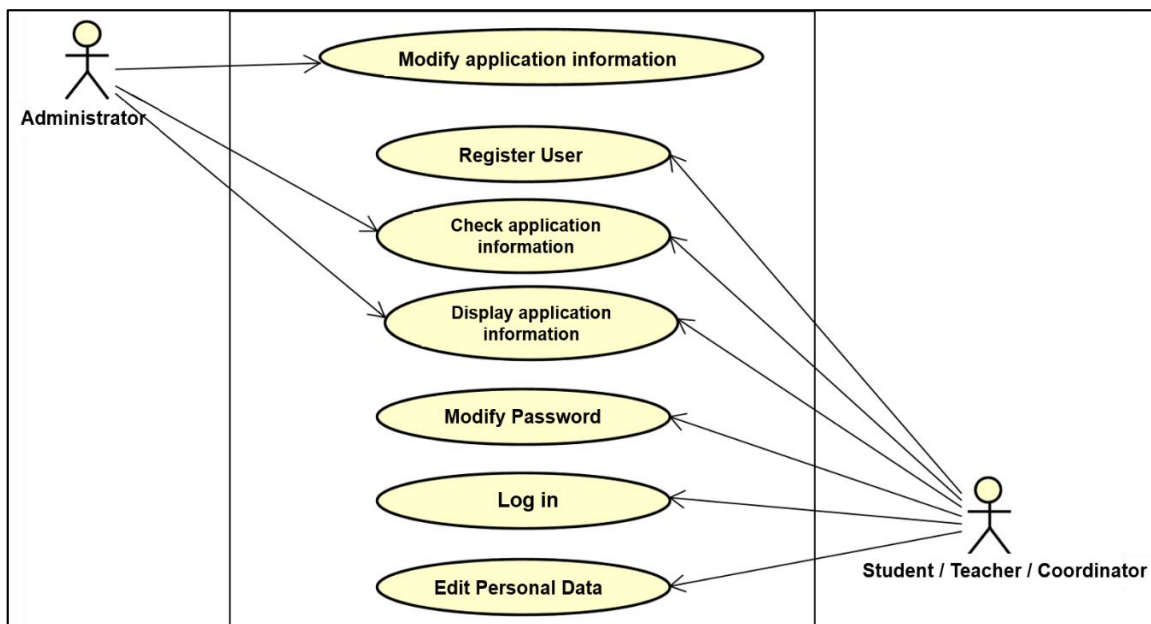 Modify application information
Administrator
Register User
Check application
information
Display application
information
Modify Password
Log in
Student / Teacher / Coordinator
Edit Personal Data